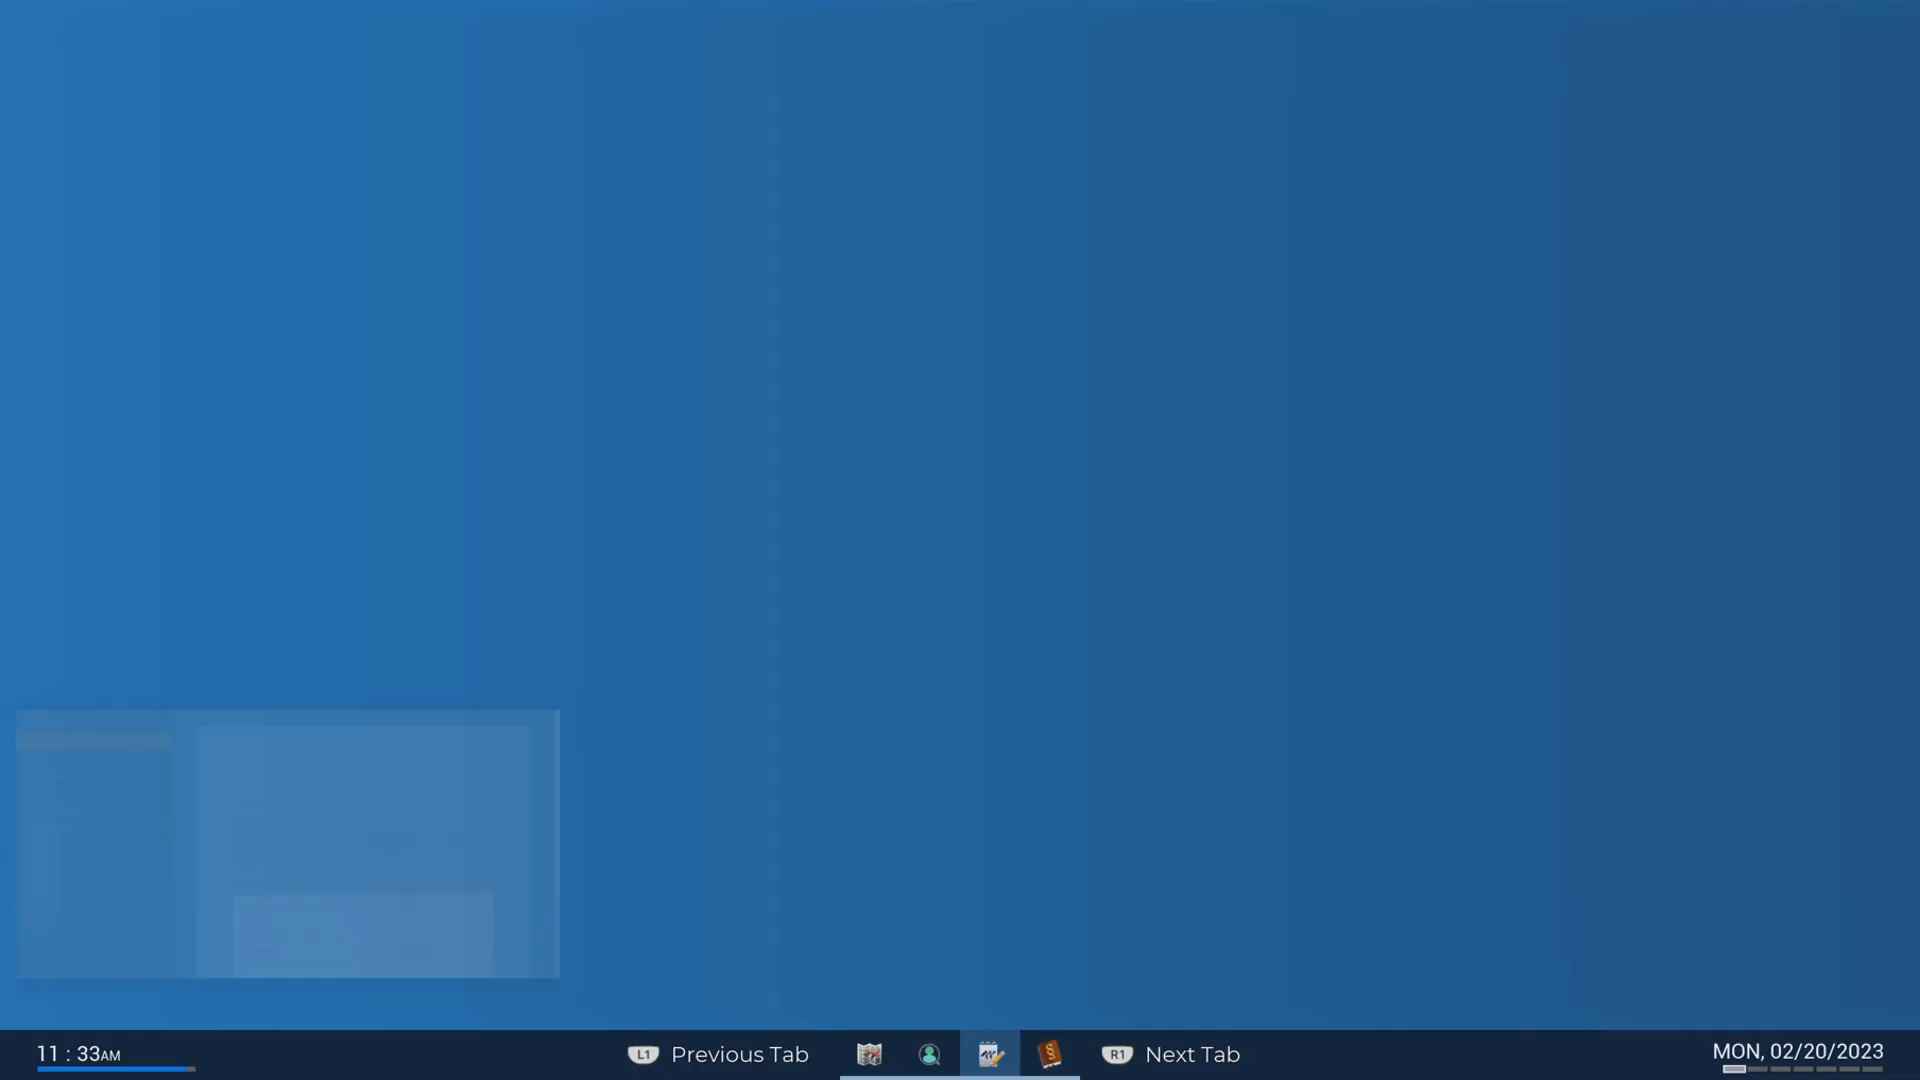 11 : 33AM
L1 Previous Tab
R1 Next Tab
MON, 02/20/2023